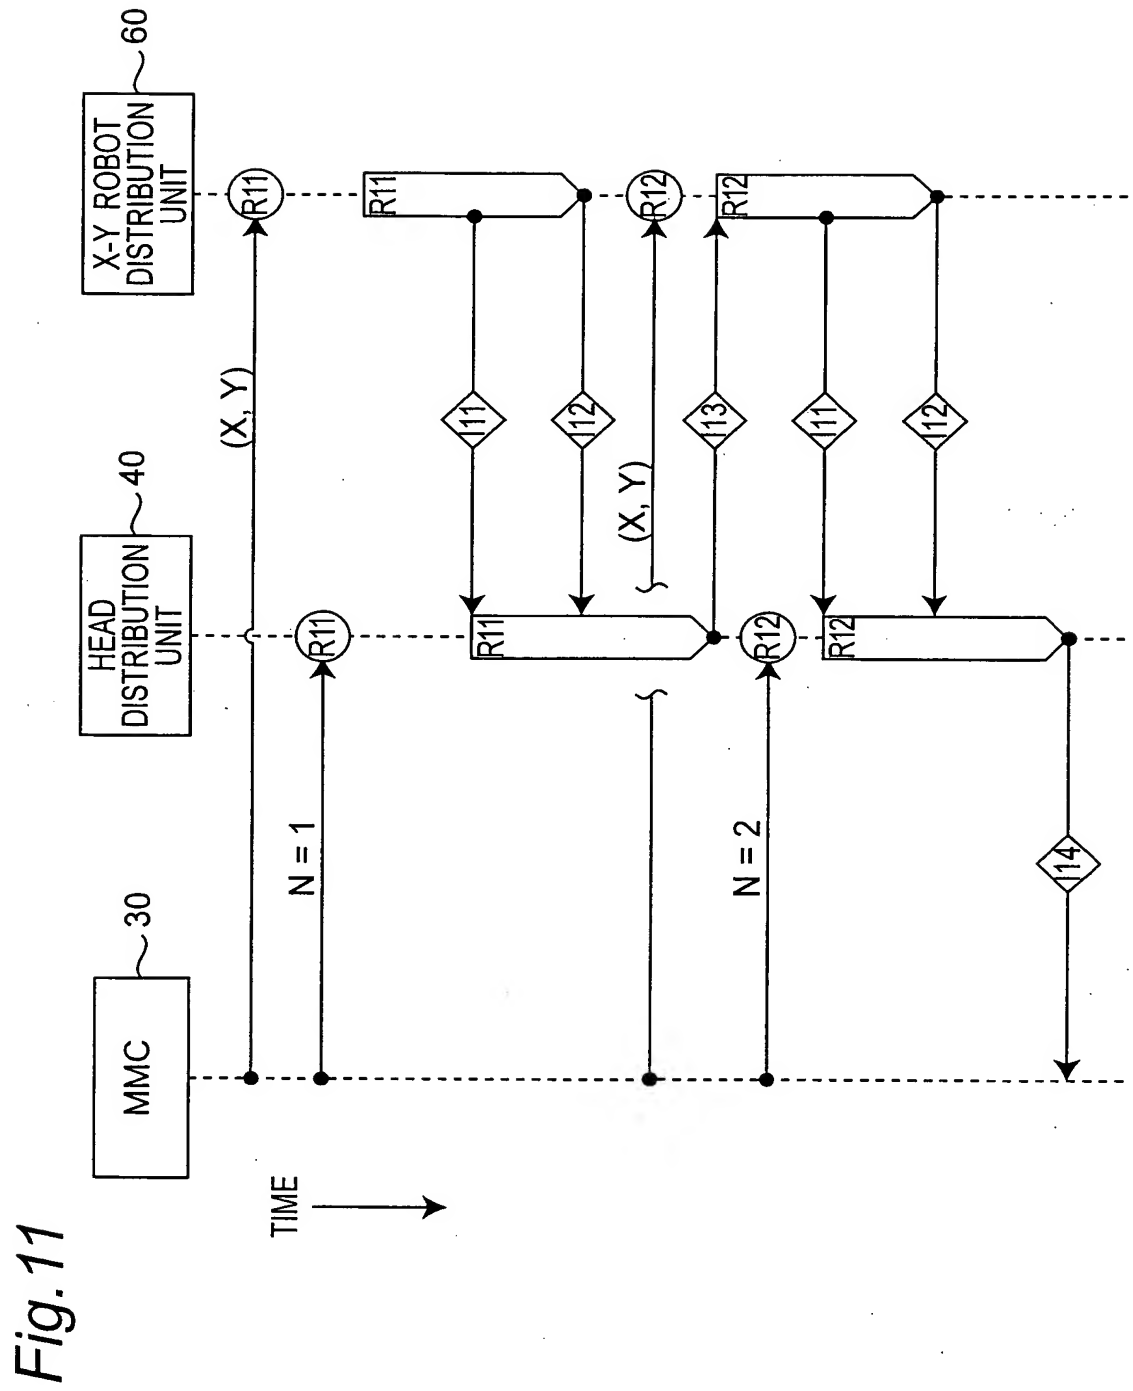 Fig. 11
TIME
MMC
30
HEAD
DISTRIBUTION
UNIT
40
X-Y ROBOT
DISTRIBUTION
UNIT
60
(X, Y)
R11
N = 1
R11
R11
I11
R11
I12
(X, Y)
R12
I13
R12
N = 2
R12
I11
R12
I12
I14